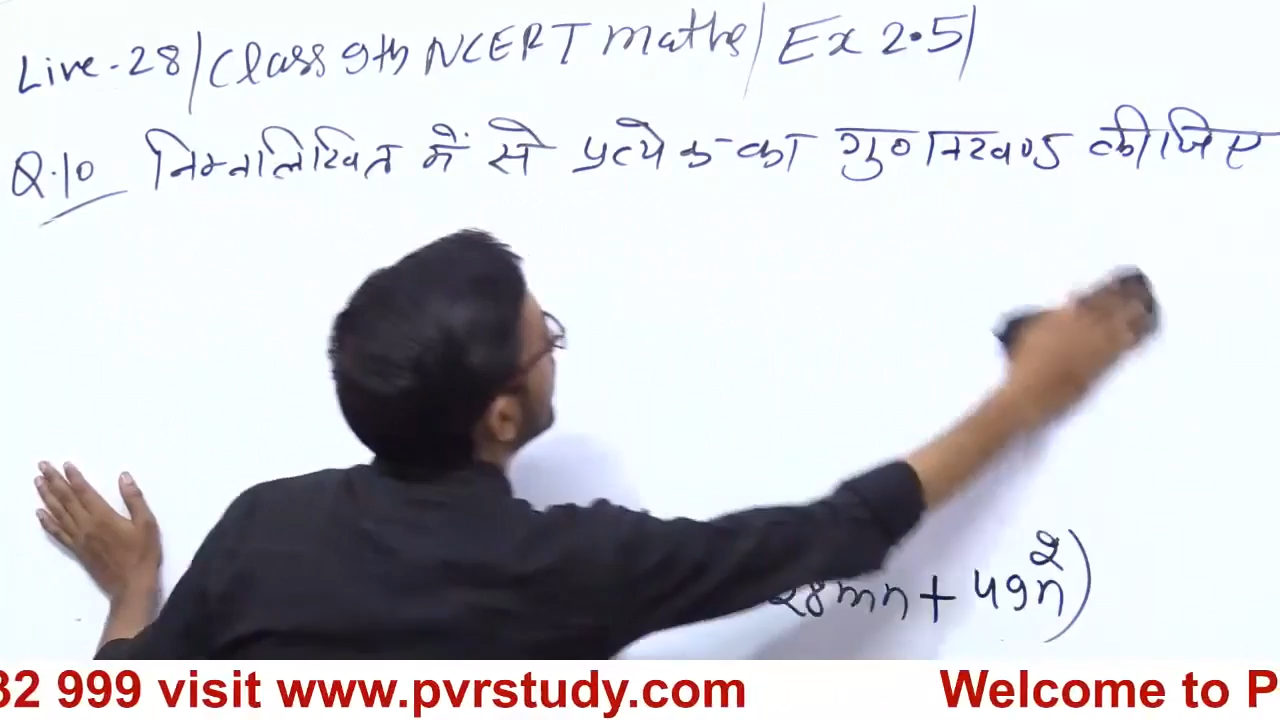 Live-28/Class 9th NCERT maths/Ex 2.5/
Q.10 निम्नलिखित में से प्रत्येक का गुणनखण्ड कीजिए
28mn + 49n²)
32 999 visit www.pvrstudy.com Welcome to P